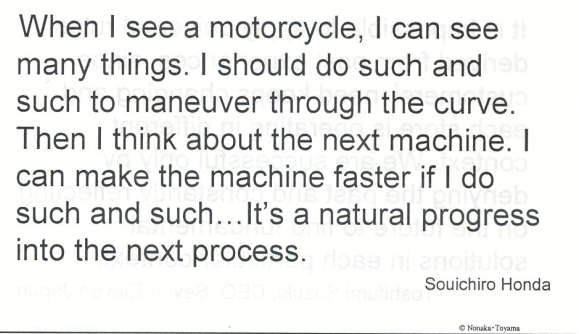 When I see a motorcycle, I can see
many things. I should do such and
such to maneuver through the curve.
Then I think about the next machine. I
can make the machine faster if I do
such and such…It’s a natural progress
into the next process.
Souichiro Honda
© Nonaka・Toyama